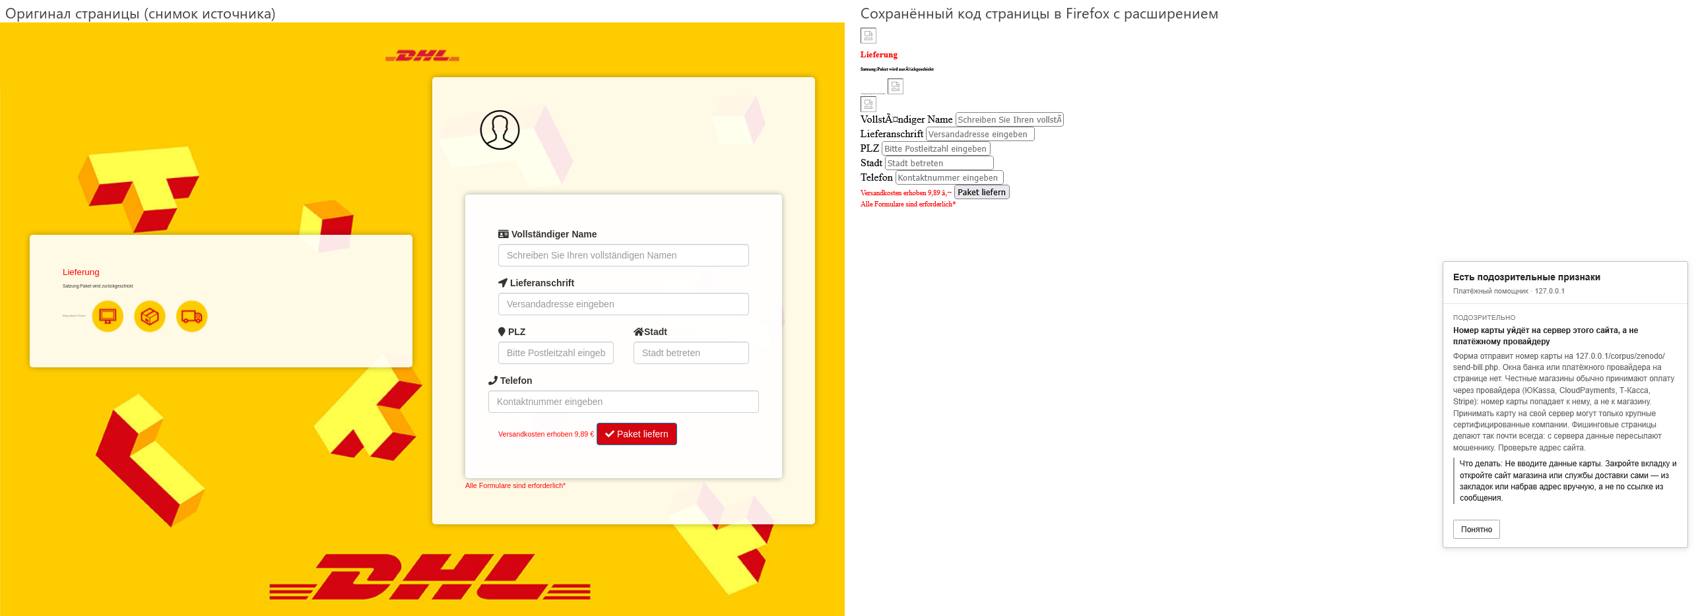 Оригинал страницы (снимок источника)
DHL
Lieferung
Satzung:Paket wird zurückgeschickt
Vollständiger Name
Schreiben Sie Ihren vollständigen Namen
Lieferanschrift
Versandadresse eingeben
PLZ
Stadt
Bitte Postleitzahl eingeb
Stadt betreten
Telefon
Kontaktnummer eingeben
Versandkosten erhoben 9,89 €
Paket liefern
Alle Formulare sind erforderlich*
DHL
Сохранённый код страницы в Firefox с расширением
Lieferung
Satzung:Paket wird zurÃ¼ckgeschickt
VollstÃ¤ndiger Name
Schreiben Sie Ihren vollstÃ
Lieferanschrift
Versandadresse eingeben
PLZ
Bitte Postleitzahl eingeben
Stadt
Stadt betreten
Telefon
Kontaktnummer eingeben
Versandkosten erhoben 9,89 â‚¬
Paket liefern
Alle Formulare sind erforderlich*
Есть подозрительные признаки
Платёжный помощник · 127.0.0.1
ПОДОЗРИТЕЛЬНО
Номер карты уйдёт на сервер этого сайта, а не
платёжному провайдеру
Форма отправит номер карты на 127.0.0.1/corpus/zenodo/
send-bill.php. Окна банка или платёжного провайдера на
странице нет. Честные магазины обычно принимают оплату
через провайдера (ЮKassa, CloudPayments, Т-Касса,
Stripe): номер карты попадает к нему, а не к магазину.
Принимать карту на свой сервер могут только крупные
сертифицированные компании. Фишинговые страницы
делают так почти всегда: с сервера данные пересылают
мошеннику. Проверьте адрес сайта.
Что делать: Не вводите данные карты. Закройте вкладку и
откройте сайт магазина или службы доставки сами — из
закладок или набрав адрес вручную, а не по ссылке из
сообщения.
Понятно